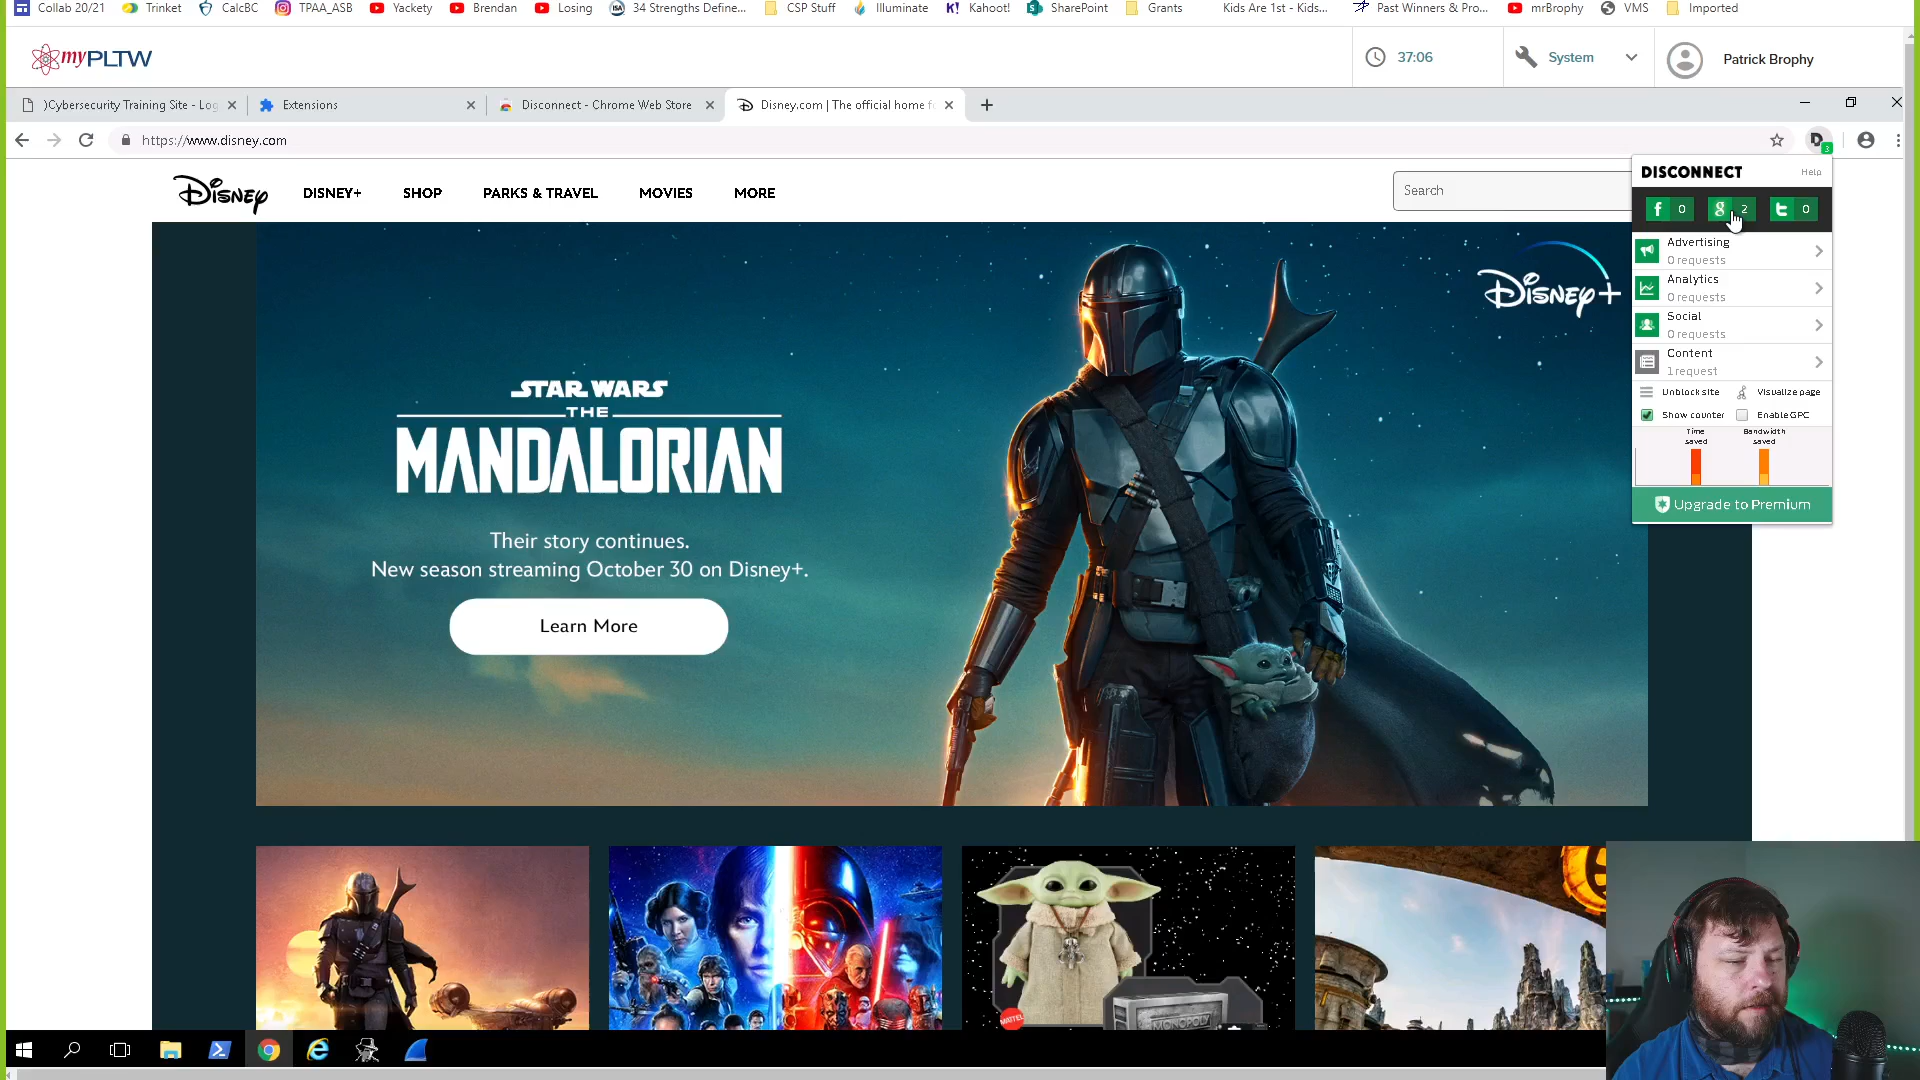 Collab 20/21 Trinket CalcBC TPAA_ASB Yackety Brendan Losing 34 Strengths Define... CSP Stuff Illuminate Kahoot! SharePoint Grants Kids Are 1st - Kids... Past Winners & Pro... mrBrophy VMS Imported
myPLTW 37:06 System Patrick Brophy
)Cybersecurity Training Site - Log Extensions Disconnect - Chrome Web Store Disney.com | The official home f
https://www.disney.com D 3
DISCONNECT Help
Disney DISNEY+ SHOP PARKS & TRAVEL MOVIES MORE Search
f 0 g 2 t 0
Advertising
0 requests
Analytics
0 requests
Social
0 requests
Content
1 request
Unblock site Visualize page
Show counter Enable GPC
Time saved Bandwidth saved
Upgrade to Premium
Disney+
STAR WARS
THE
MANDALORIAN
Their story continues.
New season streaming October 30 on Disney+.
Learn More
MATTEL
MONOPOLY